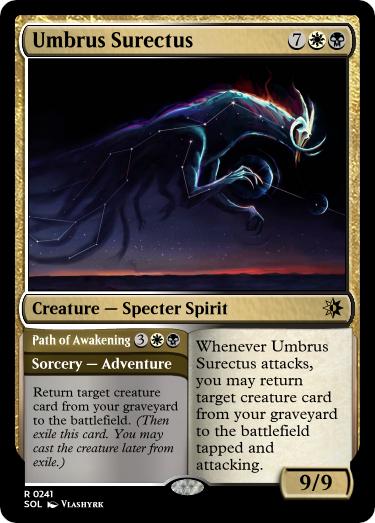 Umbrus Surectus 7
Creature — Specter Spirit
Path of Awakening 3
Sorcery — Adventure
Return target creature
card from your graveyard
to the battlefield. (Then
exile this card. You may
cast the creature later from
exile.)
Whenever Umbrus
Surectus attacks,
you may return
target creature card
from your graveyard
to the battlefield
tapped and
attacking.
9/9
R 0241
SOL • Vlashyrk